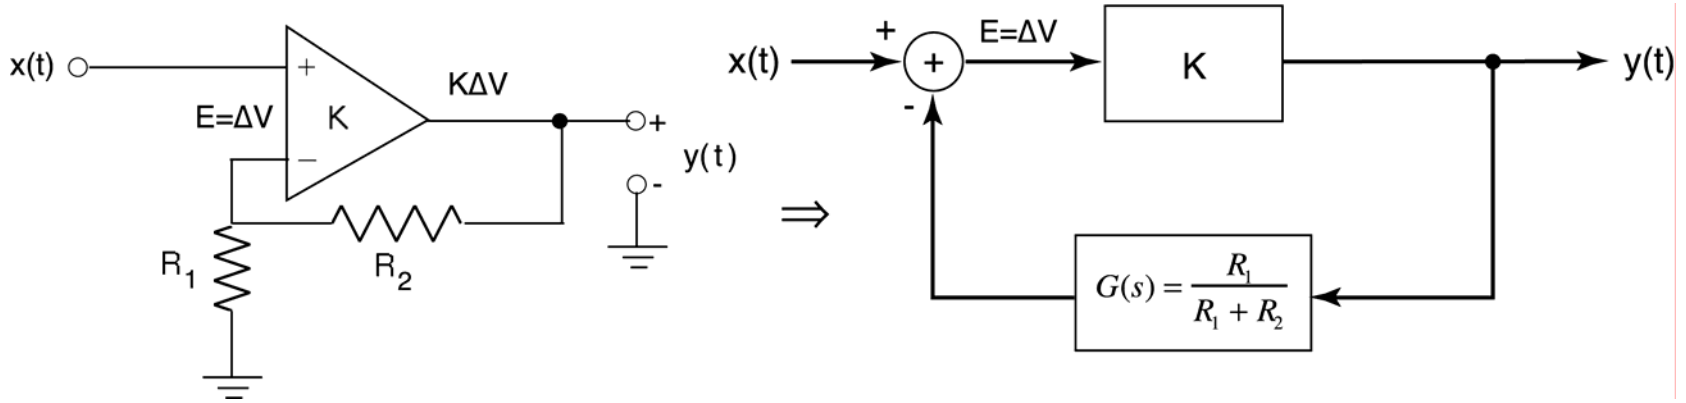 x(t)
+
E=ΔV
K
−
KΔV
+
y(t)
-
R1
R2
⇒
x(t)
+
+
-
E=ΔV
K
y(t)
G(s) = R1 / R1 + R2